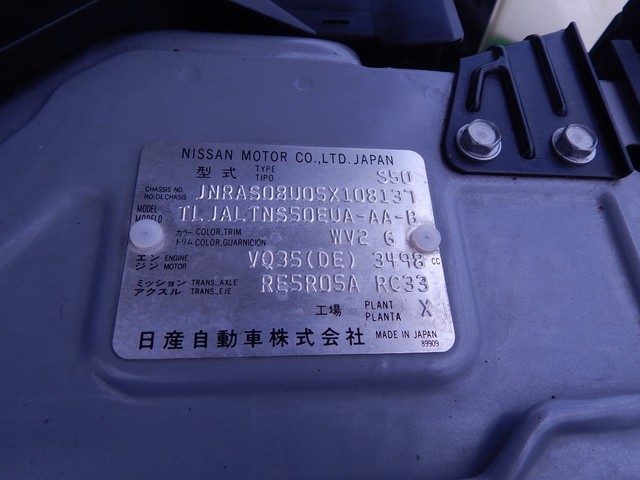 NISSAN MOTOR CO.,LTD. JAPAN
型式 TYPE TIPO S50
CHASSIS NO. NO.DECHASIS JNRAS08U05X108137
MODEL MODELO TLJALTNS50EUA-AA-B
カラー COLOR,TRIM トリム COLOR,GUARNICION WV2 G
エンジン ENGINE MOTOR VQ35(DE) 3498 CC
ミッション TRANS.,AXLE アクスル TRANS.,EJE RE5R05A RC33
工場 PLANT PLANTA X
日産自動車株式会社 MADE IN JAPAN
89909